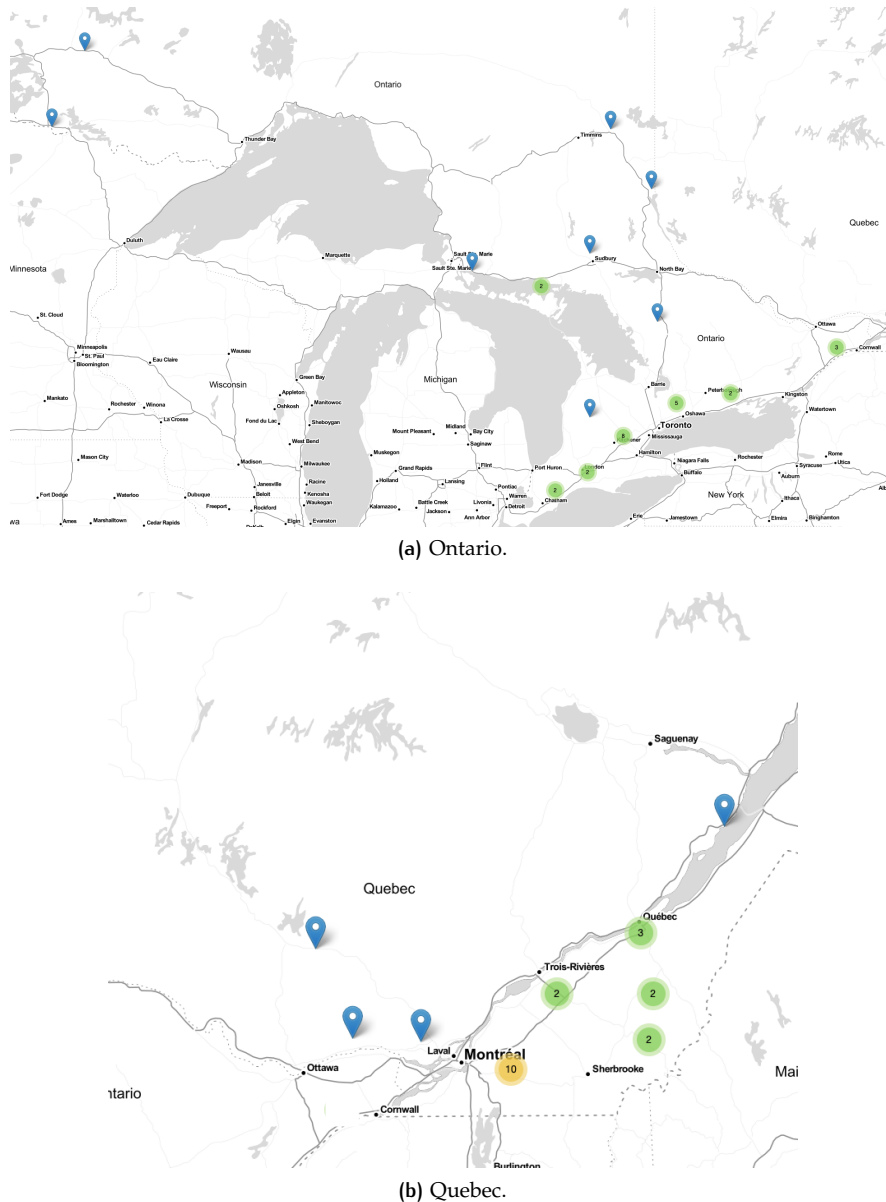 Ontario
Thunder Bay
Timmins
Quebec
Duluth
Sault Ste. Marie
Marquette
Sault Ste. Marie
Sudbury
Minnesota
North Bay
2
St. Cloud
Ottawa
Ontario
Minneapolis
St. Paul
Bloomington
Wausau
3
Cornwall
Eau Claire
Green Bay
Wisconsin
Michigan
Barrie
Appleton
2
Kingston
Mankato
Manitowoc
5
Rochester
Winona
Oshkosh
Oshawa
Watertown
La Crosse
Fond du Lac
Sheboygan
Toronto
Mount Pleasant
Midland
Bay City
8
Mississauga
West Bend
Saginaw
Hamilton
Mason City
Muskegon
Niagara Falls
Rochester
Rome
Madison
Milwaukee
Grand Rapids
Flint
Port Huron
London
2
Buffalo
Syracuse
Utica
Janesville
Racine
Holland
Lansing
Auburn
Fort Dodge
Waterloo
Dubuque
Beloit
Kenosha
Pontiac
Warren
2
New York
Ithaca
Freeport
Rockford
Waukegan
Kalamazoo
Battle Creek
Livonia
Detroit
Chatham
Jackson
Ann Arbor
Ames
Marshalltown
Cedar Rapids
Elgin
Evanston
Erie
Jamestown
Elmira
Binghamton
(a) Ontario.
Saguenay
Quebec
Québec
3
Trois-Rivières
2
2
2
Laval
Montréal
Ottawa
10
Sherbrooke
Mai
ntario
Cornwall
Burlington
(b) Quebec.